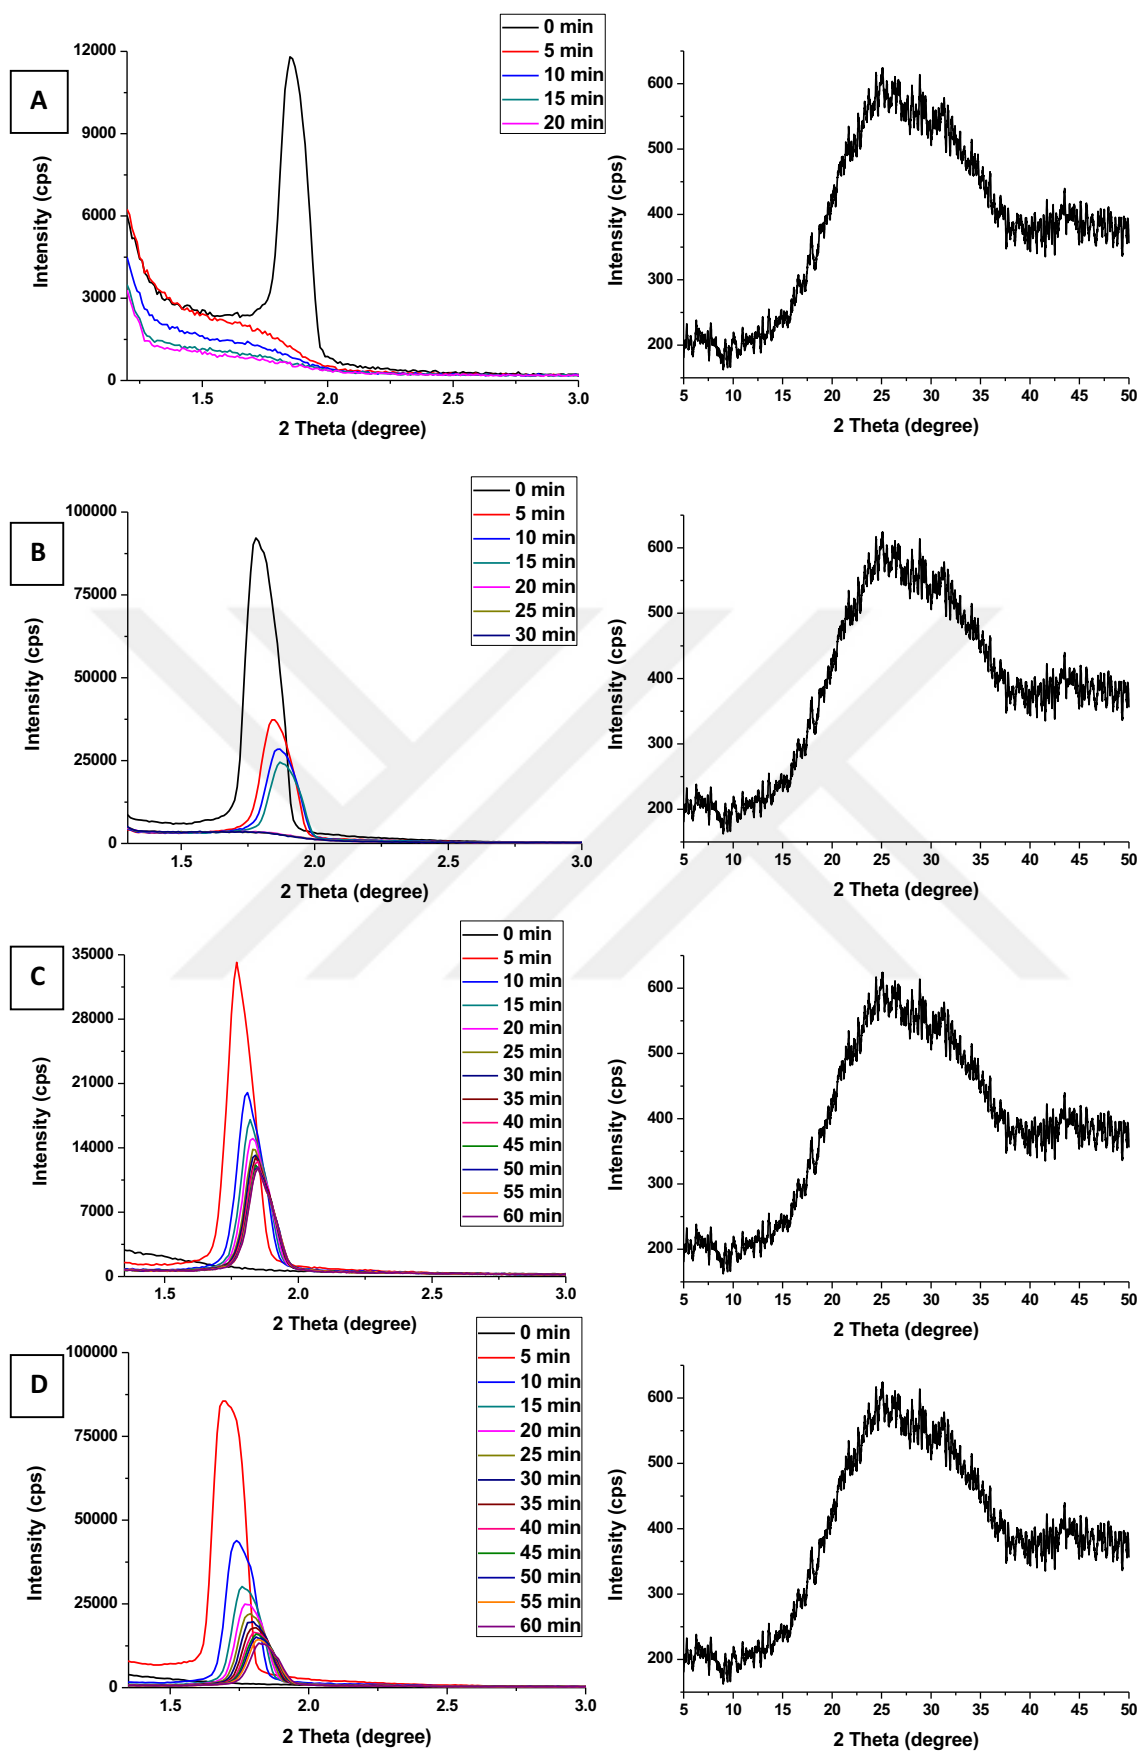 A
0 min
5 min
10 min
15 min
20 min
12000
9000
6000
3000
0
1.5 2.0 2.5 3.0
Intensity (cps)
2 Theta (degree)
600
500
400
300
200
5 10 15 20 25 30 35 40 45 50
Intensity (cps)
2 Theta (degree)
B
0 min
5 min
10 min
15 min
20 min
25 min
30 min
100000
75000
50000
25000
0
1.5 2.0 2.5 3.0
Intensity (cps)
2 Theta (degree)
600
500
400
300
200
5 10 15 20 25 30 35 40 45 50
Intensity (cps)
2 Theta (degree)
C
0 min
5 min
10 min
15 min
20 min
25 min
30 min
35 min
40 min
45 min
50 min
55 min
60 min
35000
28000
21000
14000
7000
0
1.5 2.0 2.5 3.0
Intensity (cps)
2 Theta (degree)
600
500
400
300
200
5 10 15 20 25 30 35 40 45 50
Intensity (cps)
2 Theta (degree)
D
0 min
5 min
10 min
15 min
20 min
25 min
30 min
35 min
40 min
45 min
50 min
55 min
60 min
100000
75000
50000
25000
0
1.5 2.0 2.5 3.0
Intensity (cps)
2 Theta (degree)
600
500
400
300
200
5 10 15 20 25 30 35 40 45 50
Intensity (cps)
2 Theta (degree)